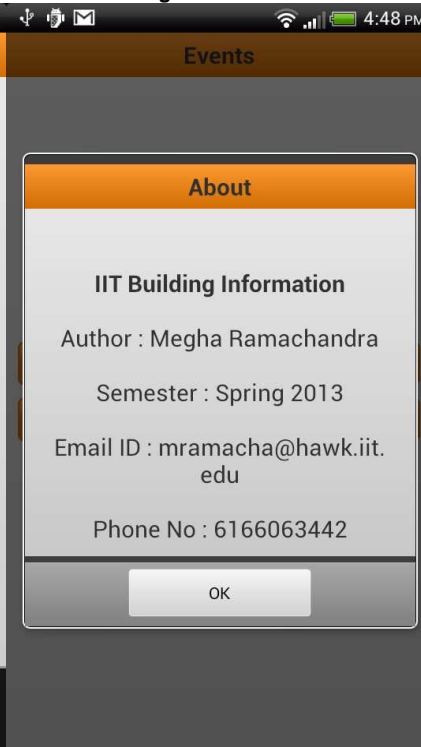 4:48 PM
Events
About
IIT Building Information
Author : Megha Ramachandra
Semester : Spring 2013
Email ID : mramacha@hawk.iit.
edu
Phone No : 6166063442
OK